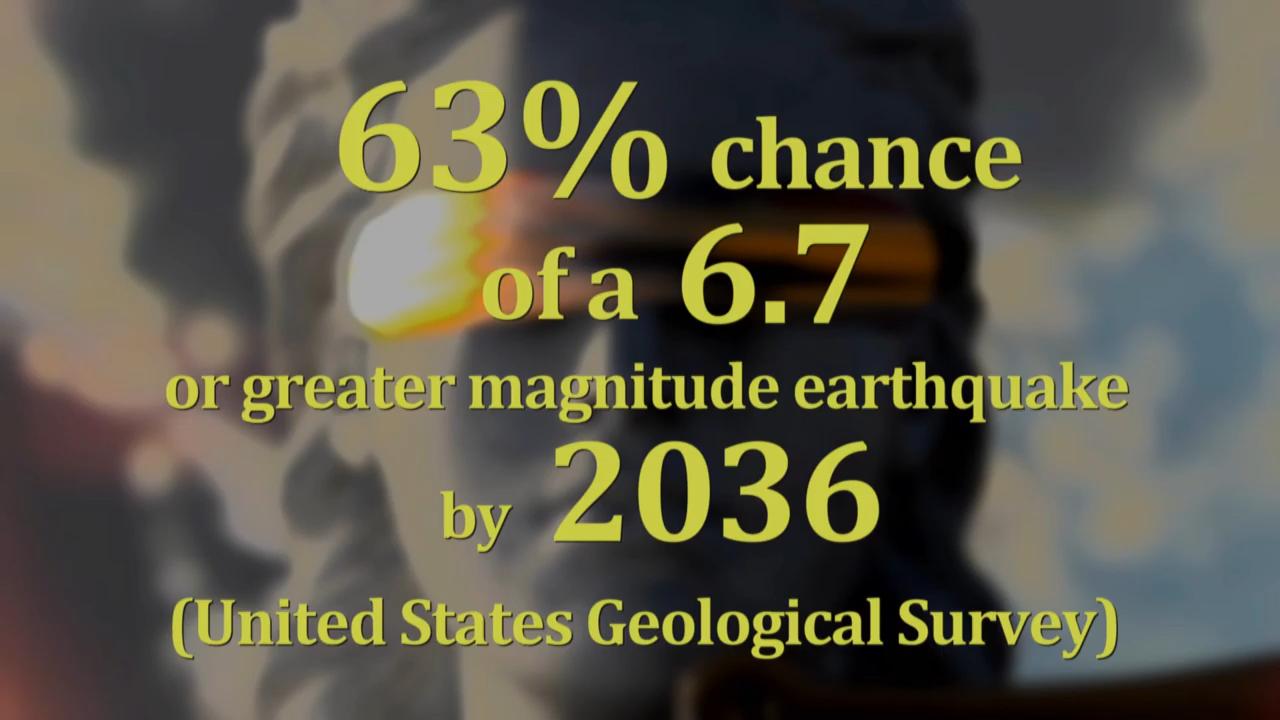 63% chance
of a 6.7
or greater magnitude earthquake
by 2036
(United States Geological Survey)